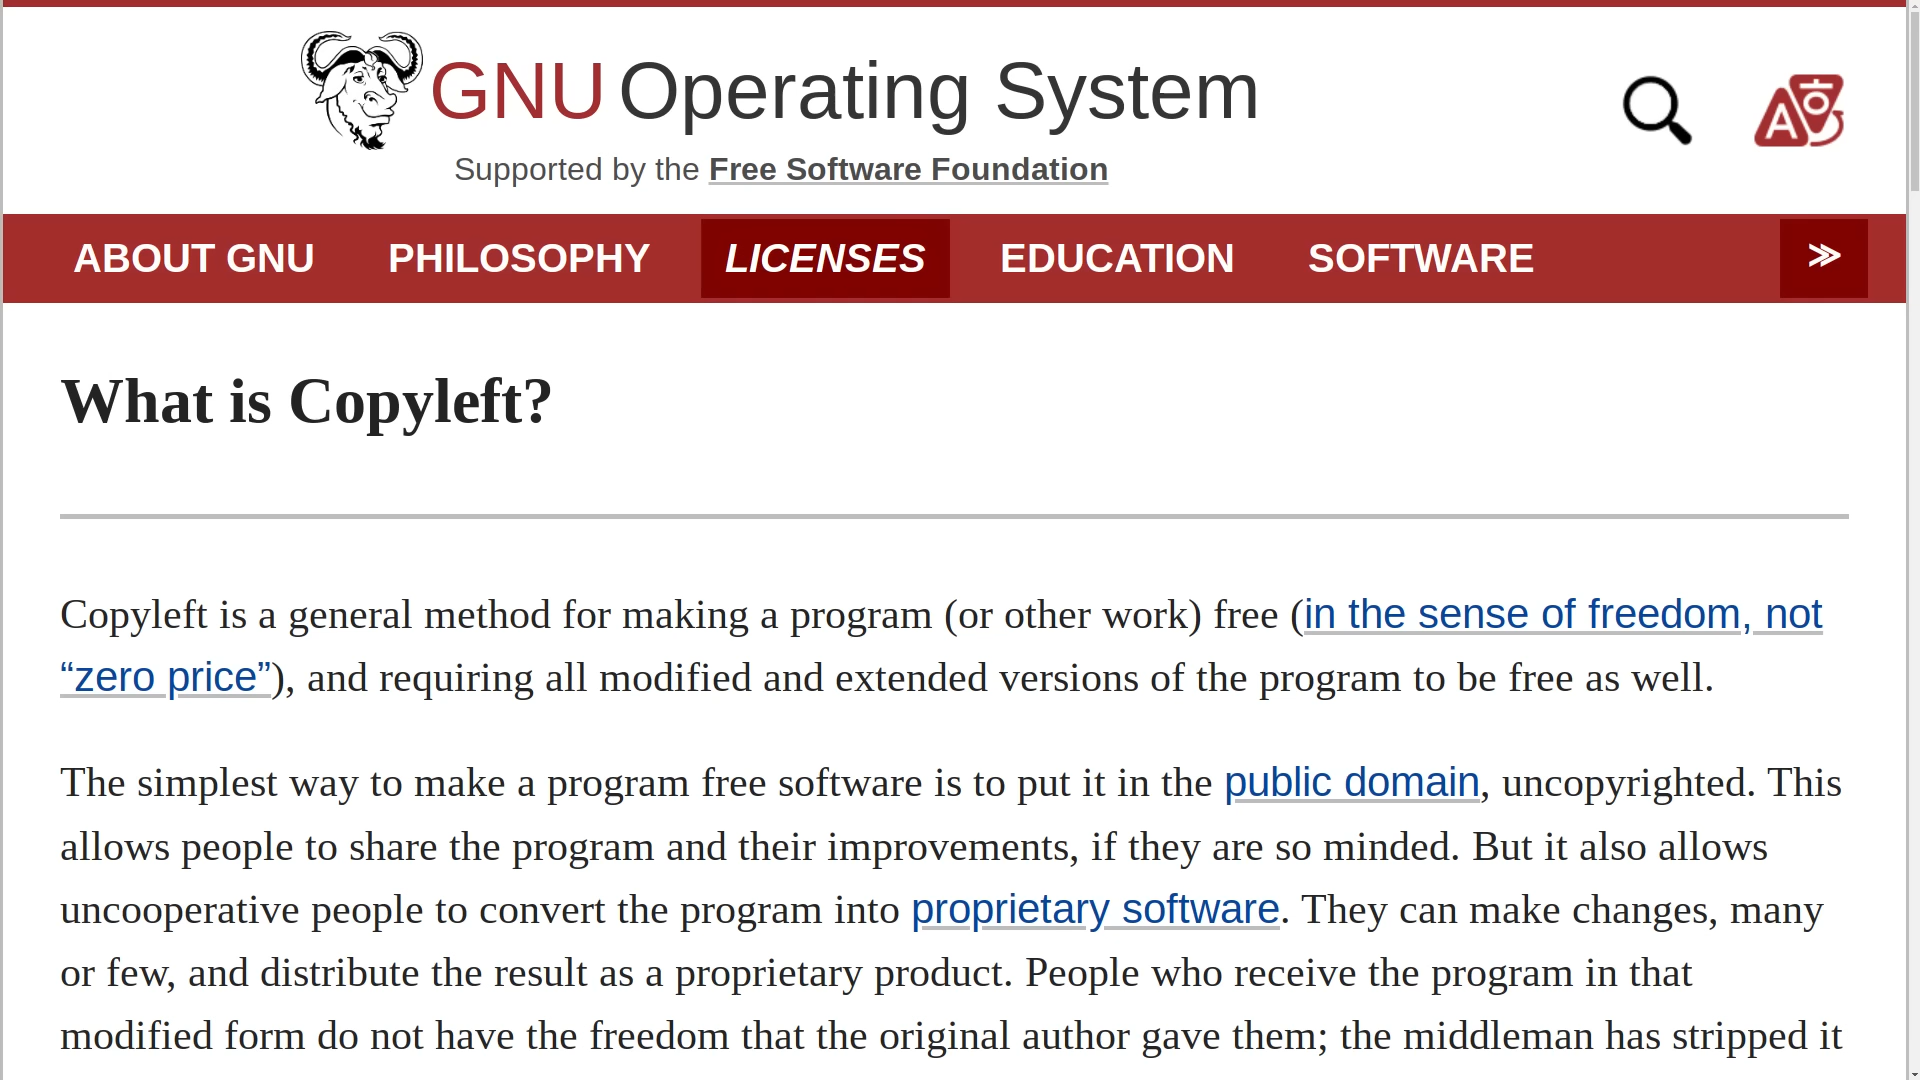 GNU Operating System
Supported by the Free Software Foundation
ABOUT GNU PHILOSOPHY LICENSES EDUCATION SOFTWARE ≫
What is Copyleft?
Copyleft is a general method for making a program (or other work) free (in the sense of freedom, not
“zero price”), and requiring all modified and extended versions of the program to be free as well.
The simplest way to make a program free software is to put it in the public domain, uncopyrighted. This
allows people to share the program and their improvements, if they are so minded. But it also allows
uncooperative people to convert the program into proprietary software. They can make changes, many
or few, and distribute the result as a proprietary product. People who receive the program in that
modified form do not have the freedom that the original author gave them; the middleman has stripped it